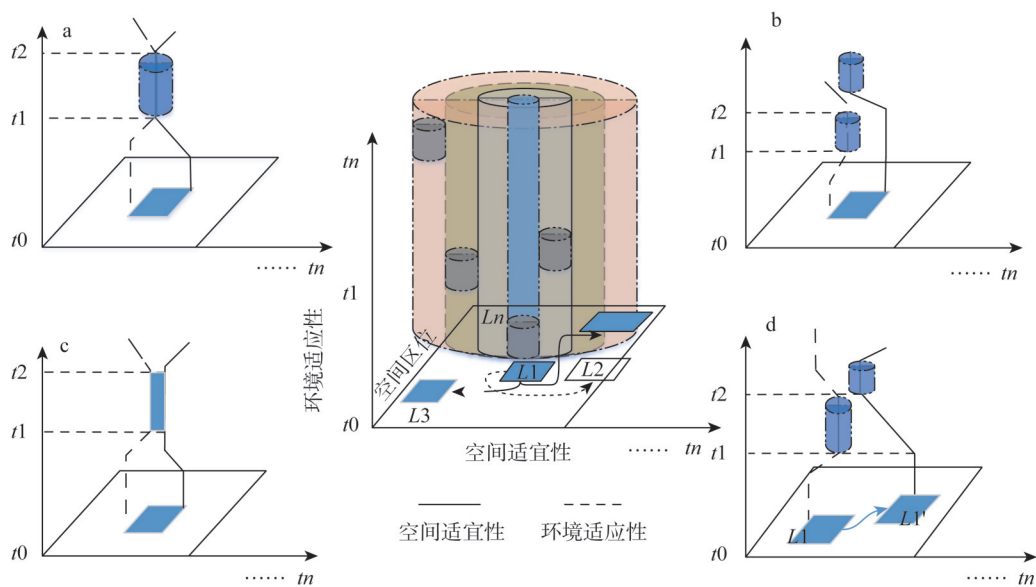 a
t2
t1
t0
…… tn
b
t2
t1
t0
…… tn
tn
t1
t0
环境适应性
空间区位
Ln
L1
L2
L3
空间适宜性
…… tn
空间适宜性
环境适应性
c
t2
t1
t0
…… tn
d
t2
t1
t0
L1
L1'
…… tn